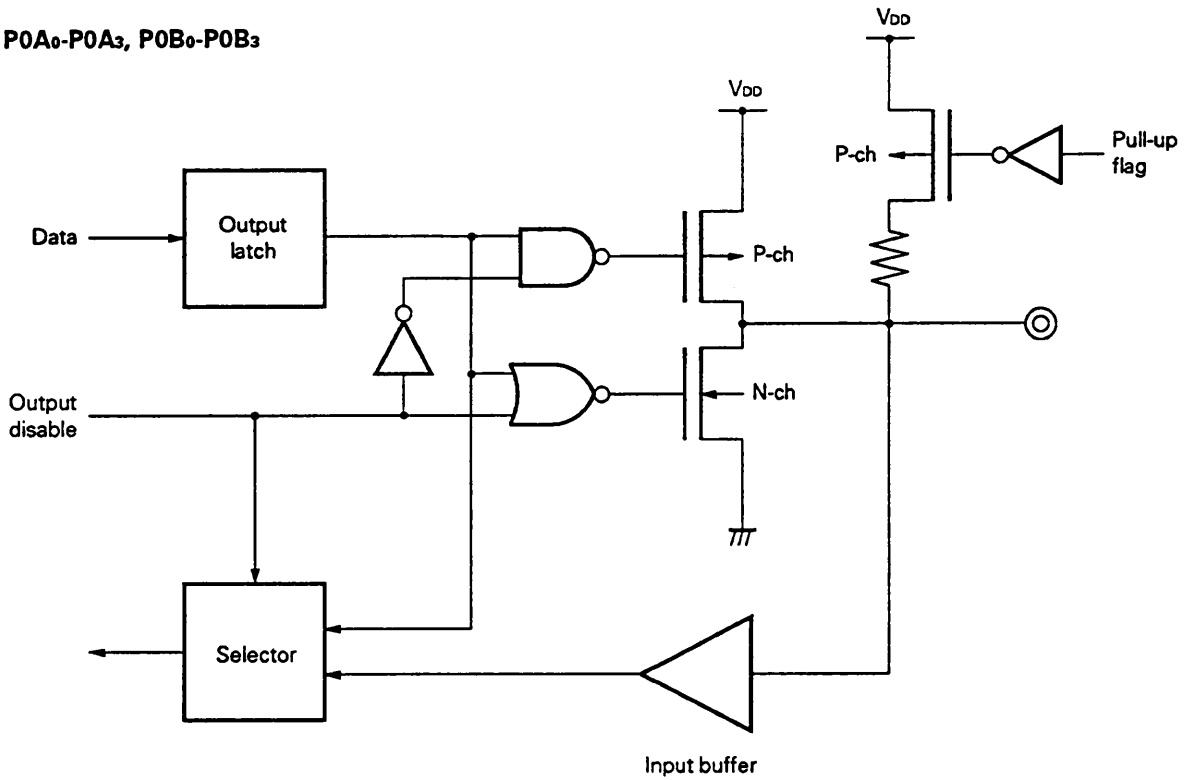 P0A0-P0A3, P0B0-P0B3
VDD
VDD
P-ch
Pull-up
flag
Data
Output
latch
P-ch
Output
disable
N-ch
Selector
Input buffer